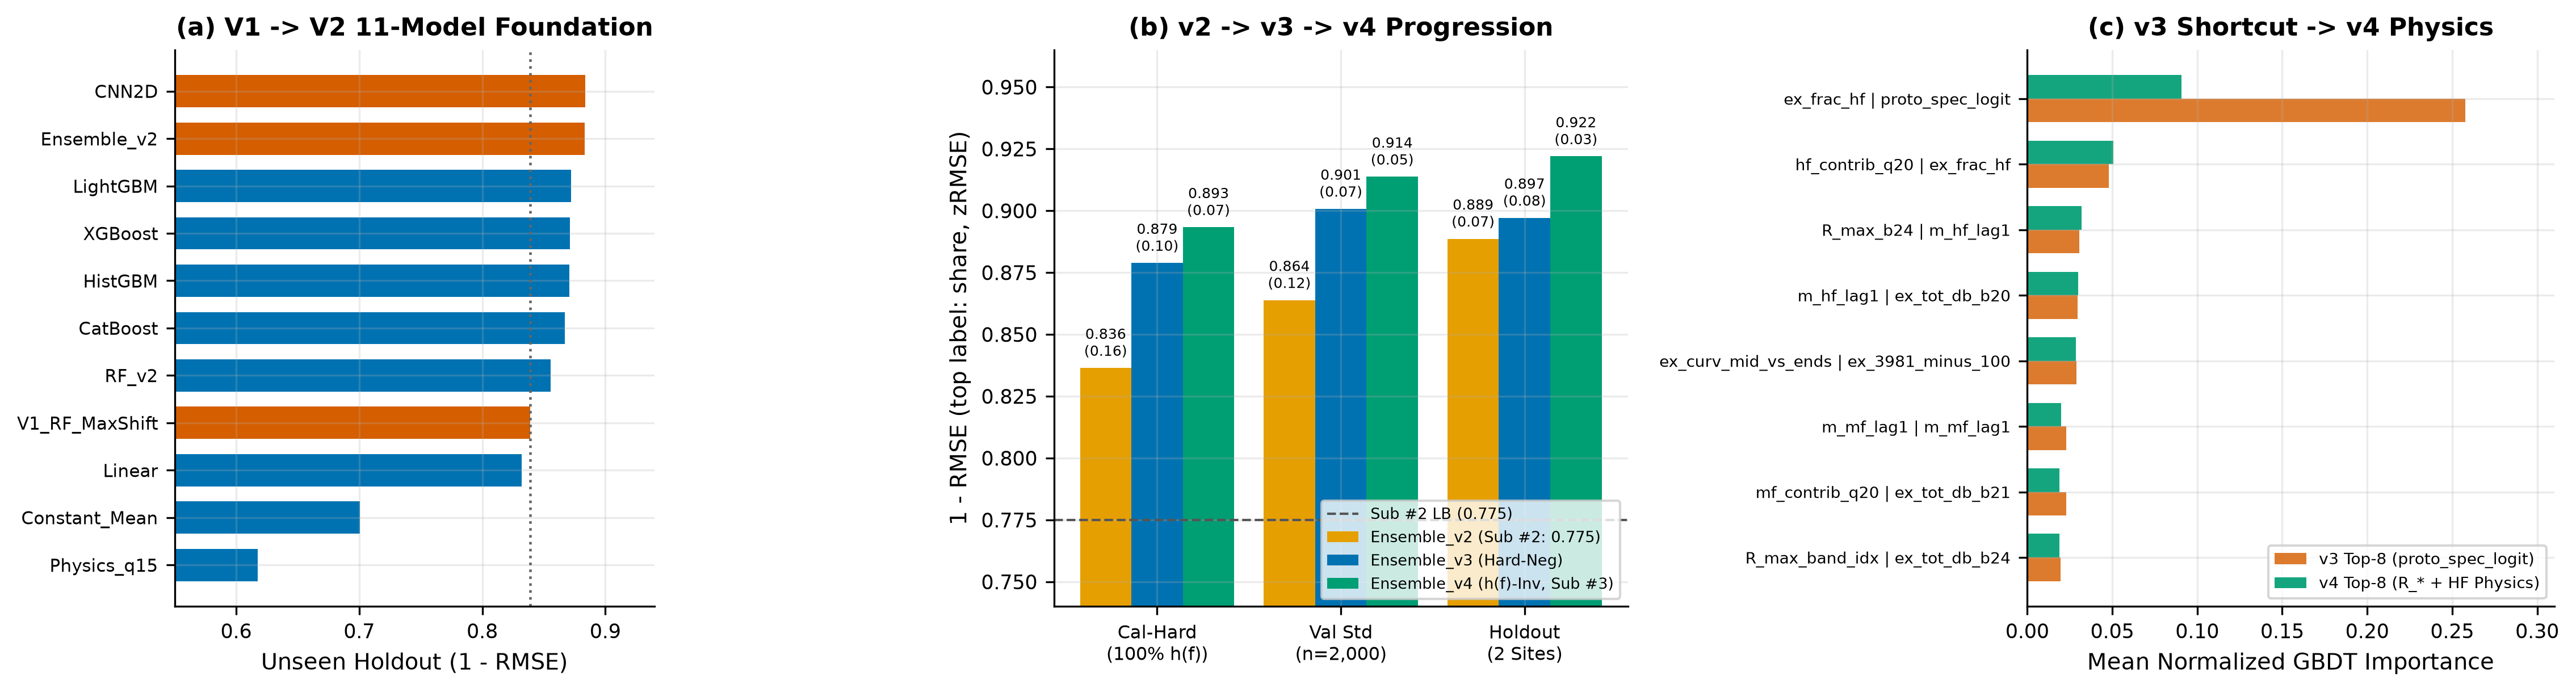 (a) V1 -> V2 11-Model Foundation
CNN2D
Ensemble_v2
LightGBM
XGBoost
HistGBM
CatBoost
RF_v2
V1_RF_MaxShift
Linear
Constant_Mean
Physics_q15
0.6
0.7
0.8
0.9
Unseen Holdout (1 - RMSE)
(b) v2 -> v3 -> v4 Progression
1 - RMSE (top label: share, zRMSE)
0.950
0.925
0.900
0.875
0.850
0.825
0.800
0.775
0.750
0.836
(0.16)
0.879
(0.10)
0.893
(0.07)
0.864
(0.12)
0.901
(0.07)
0.914
(0.05)
0.889
(0.07)
0.897
(0.08)
0.922
(0.03)
Sub #2 LB (0.775)
Ensemble_v2 (Sub #2: 0.775)
Ensemble_v3 (Hard-Neg)
Ensemble_v4 (h(f)-Inv, Sub #3)
Cal-Hard
(100% h(f))
Val Std
(n=2,000)
Holdout
(2 Sites)
(c) v3 Shortcut -> v4 Physics
ex_frac_hf | proto_spec_logit
hf_contrib_q20 | ex_frac_hf
R_max_b24 | m_hf_lag1
m_hf_lag1 | ex_tot_db_b20
ex_curv_mid_vs_ends | ex_3981_minus_100
m_mf_lag1 | m_mf_lag1
mf_contrib_q20 | ex_tot_db_b21
R_max_band_idx | ex_tot_db_b24
v3 Top-8 (proto_spec_logit)
v4 Top-8 (R_* + HF Physics)
0.00
0.05
0.10
0.15
0.20
0.25
0.30
Mean Normalized GBDT Importance